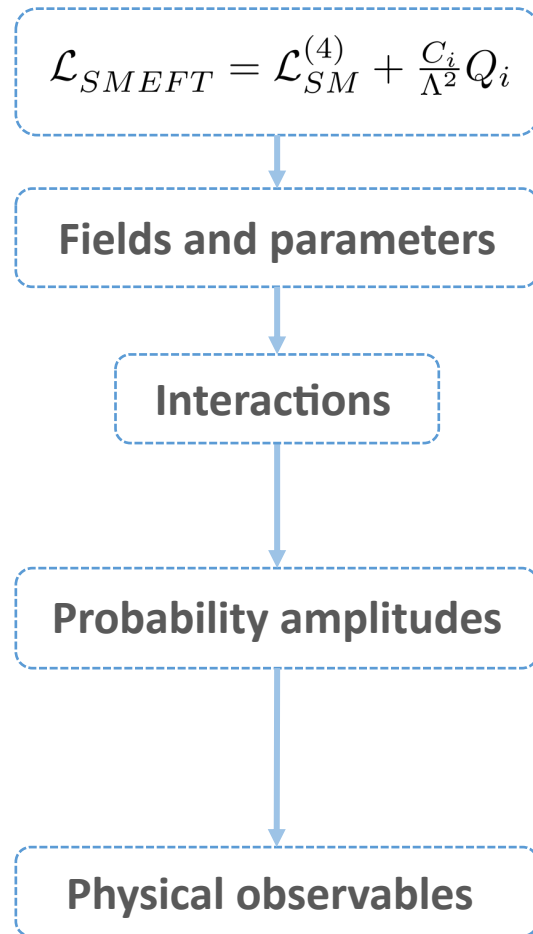 $\mathcal{L}_{SMEFT} = \mathcal{L}_{SM}^{(4)} + \frac{C_i}{\Lambda^2} Q_i$
Fields and parameters
Interactions
Probability amplitudes
Physical observables